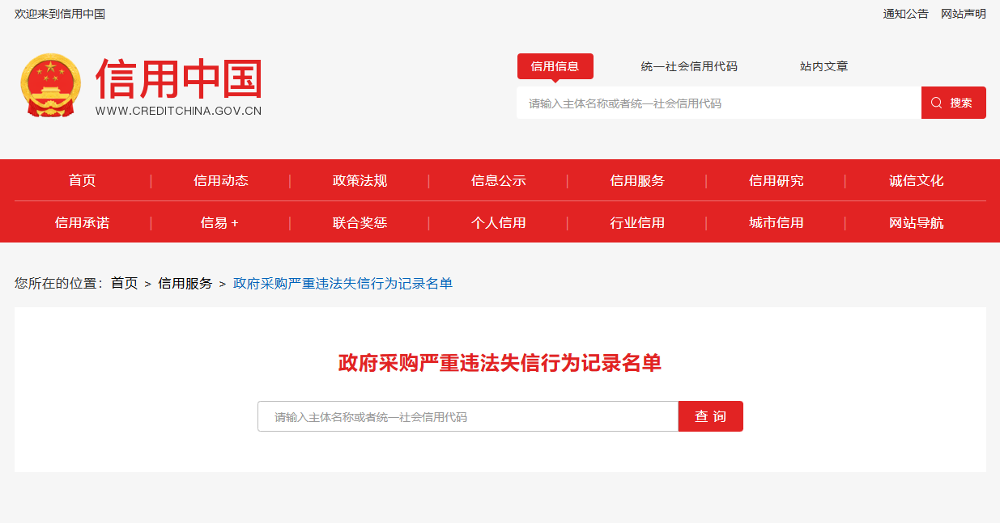 欢迎来到信用中国
通知公告 网站声明
信用中国
WWW.CREDITCHINA.GOV.CN
信用信息 统一社会信用代码 站内文章
请输入主体名称或者统一社会信用代码 搜索
首页 | 信用动态 | 政策法规 | 信息公示 | 信用服务 | 信用研究 | 诚信文化
信用承诺 | 信易 + | 联合奖惩 | 个人信用 | 行业信用 | 城市信用 | 网站导航
您所在的位置：首页 > 信用服务 > 政府采购严重违法失信行为记录名单
政府采购严重违法失信行为记录名单
请输入主体名称或者统一社会信用代码 查 询